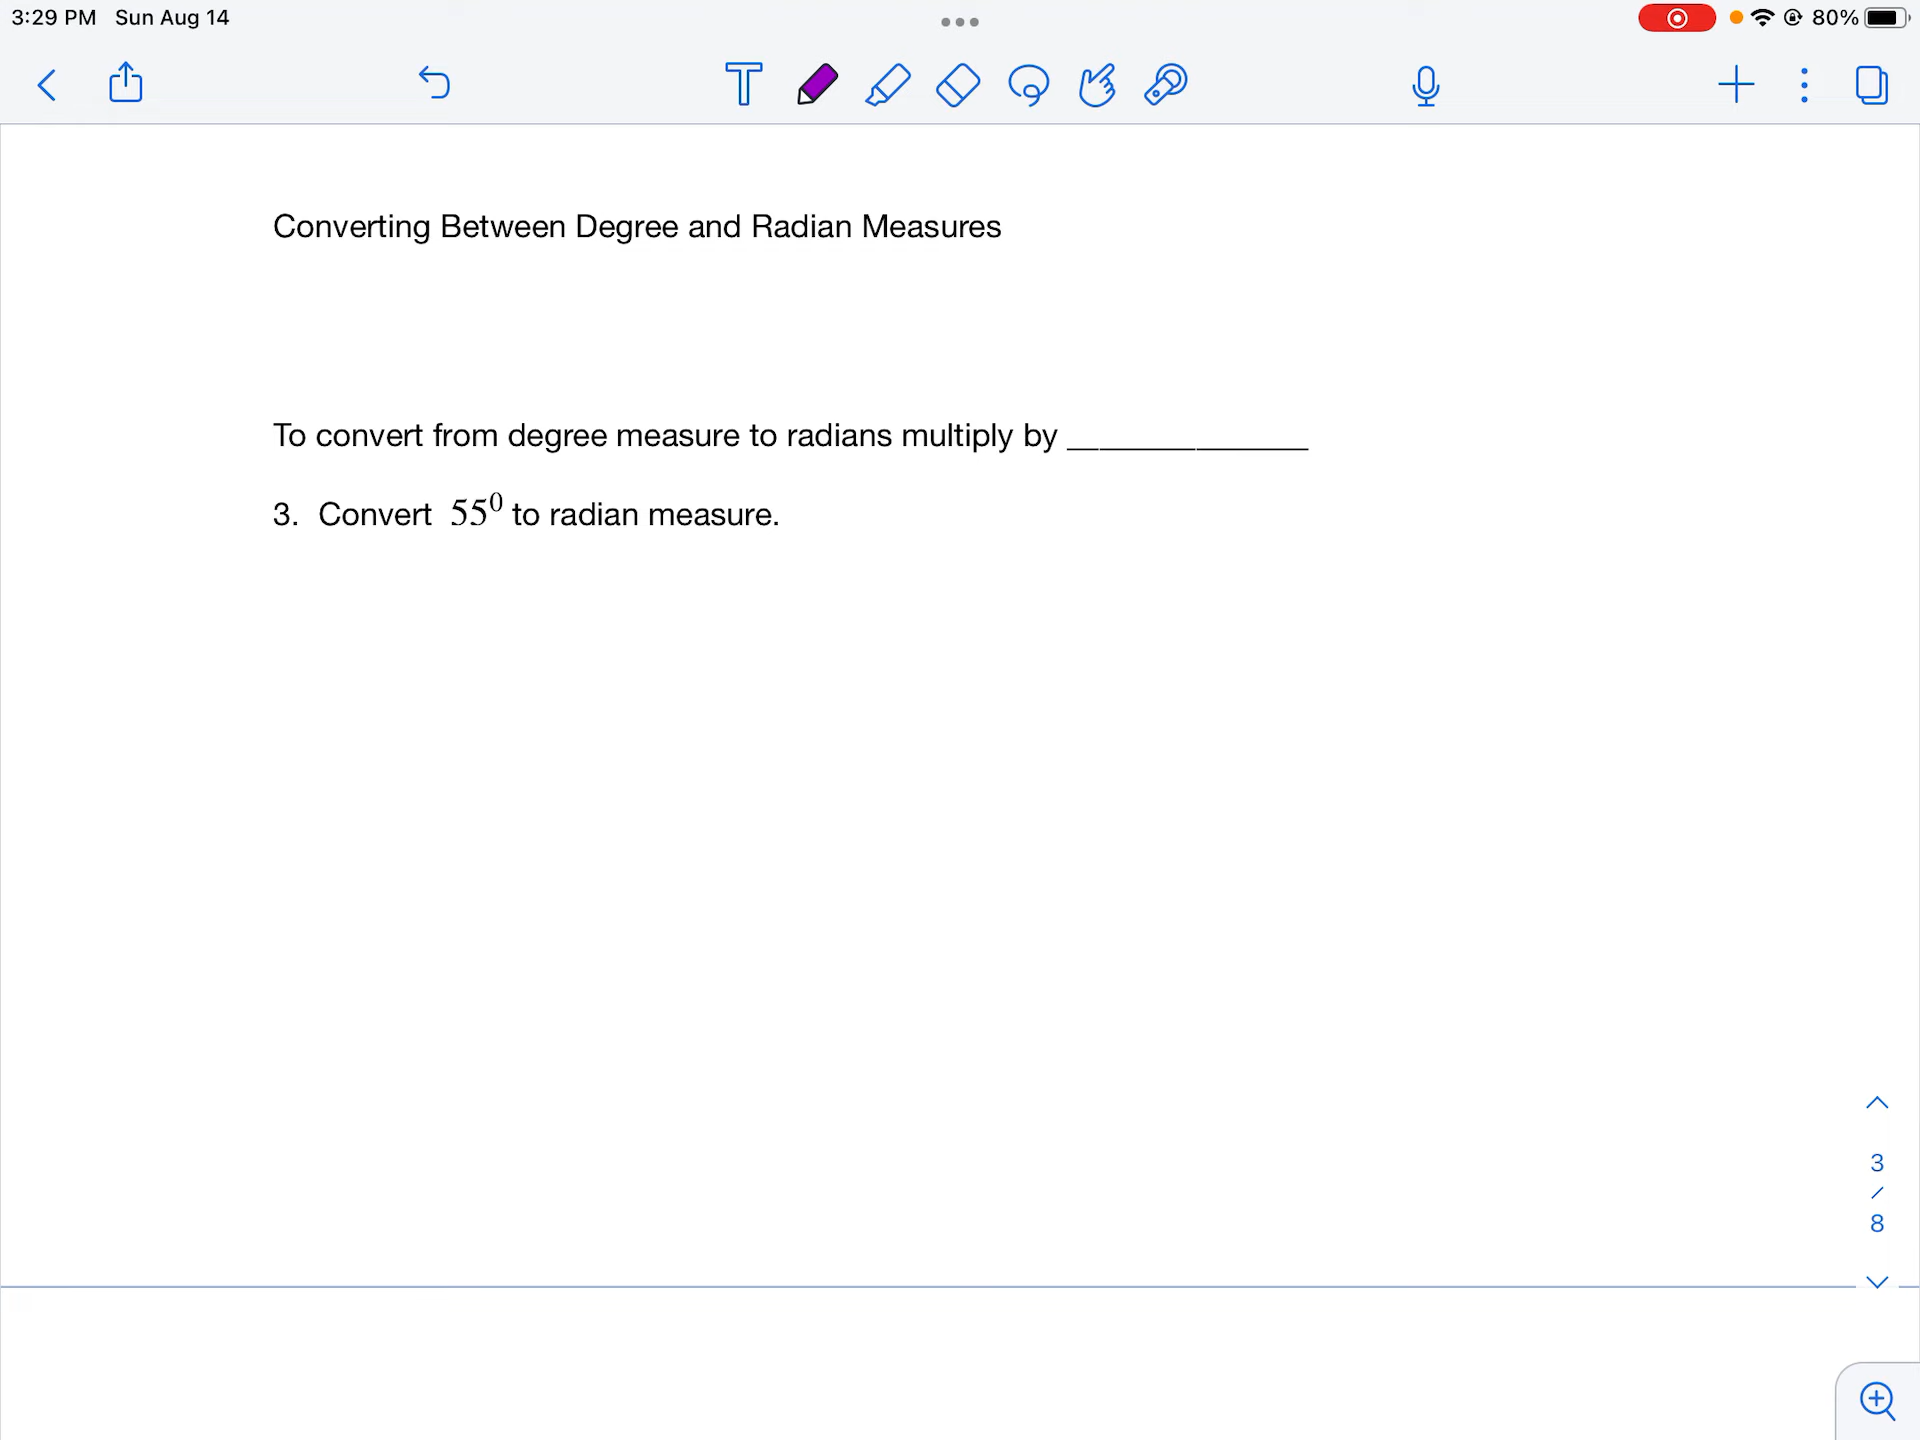 3:29 PM Sun Aug 14
80%
T
Converting Between Degree and Radian Measures
To convert from degree measure to radians multiply by _______________
3. Convert 55⁰ to radian measure.
3
/
8